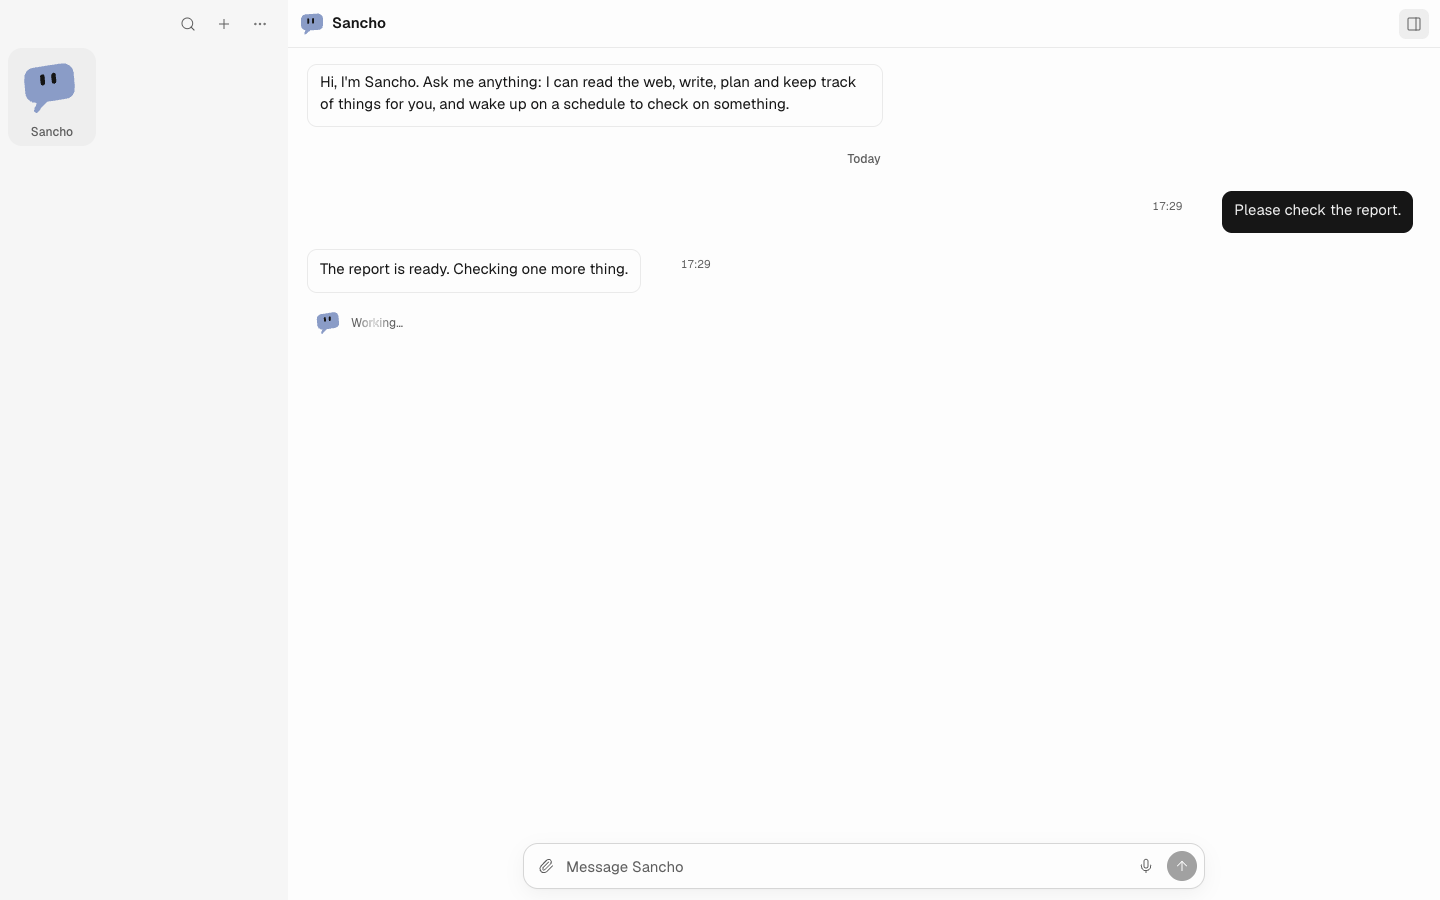 Sancho
Sancho
Hi, I'm Sancho. Ask me anything: I can read the web, write, plan and keep track
of things for you, and wake up on a schedule to check on something.
Today
17:29
Please check the report.
The report is ready. Checking one more thing.
17:29
Working…
Message Sancho